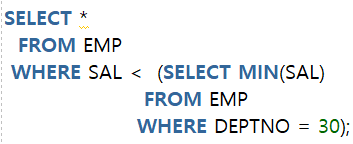 SELECT *
FROM EMP
WHERE SAL < (SELECT MIN(SAL)
FROM EMP
WHERE DEPTNO = 30);